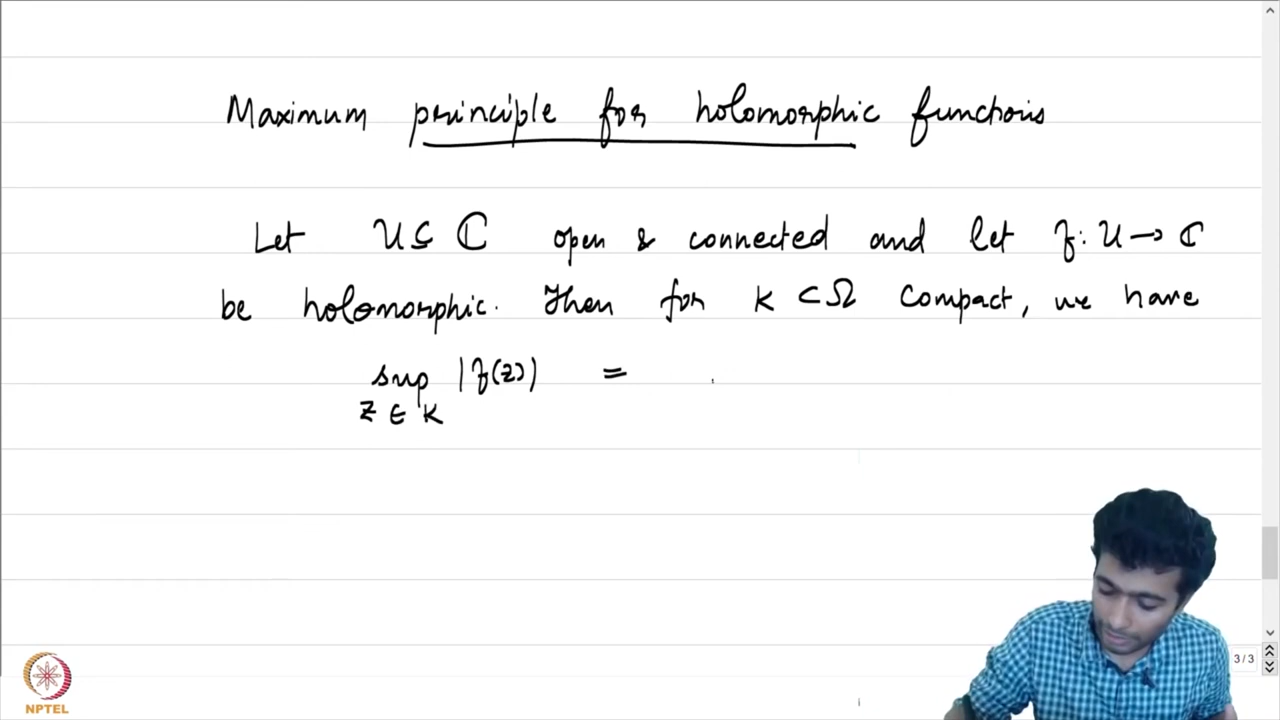 Maximum principle for holomorphic functions
Let U ⊆ ℂ open & connected and let f: U → ℂ
be holomorphic. Then for K ⊂ Ω compact, we have
sup |f(z)| =
z ∈ K
3 / 3
NPTEL